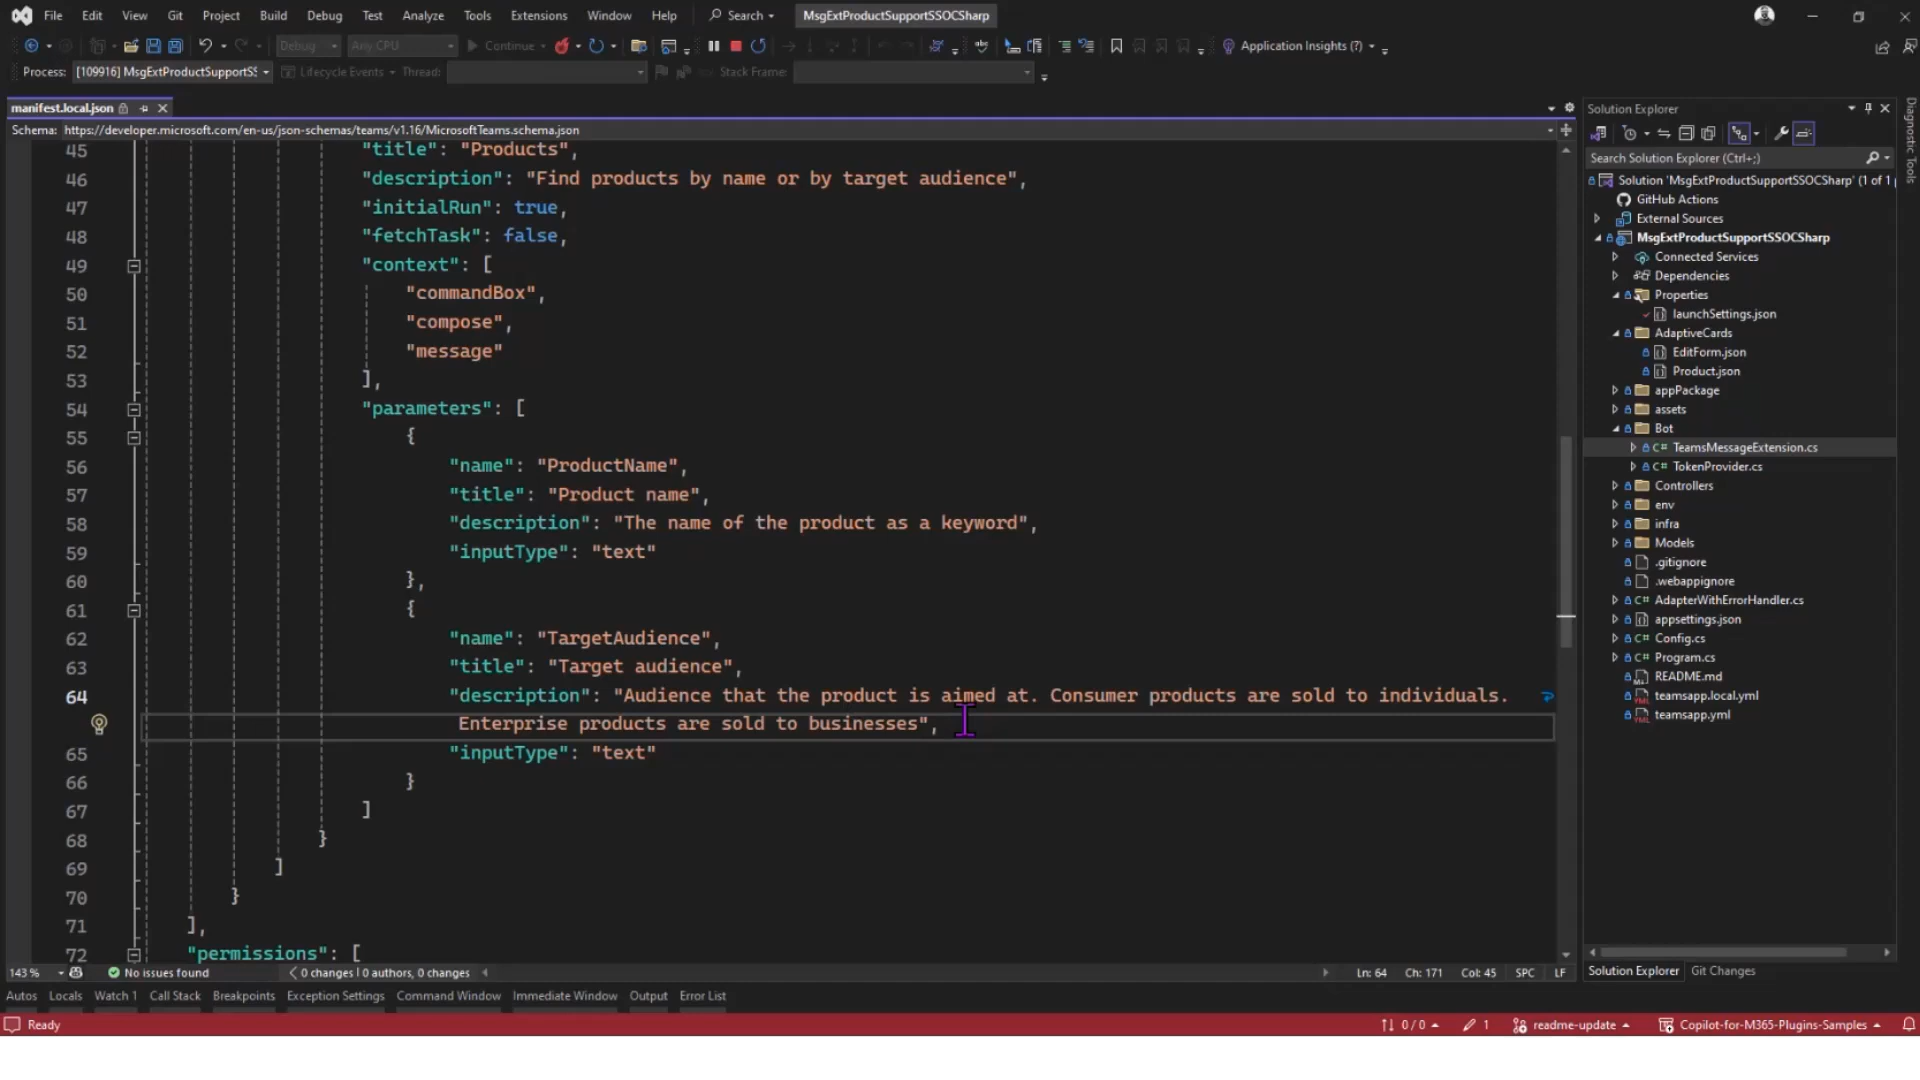 File Edit View Git Project Build Debug Test Analyze Tools Extensions Window Help Search MsgExtProductSupportSSOCSharp
Debug Any CPU Continue Application Insights (?)
Process: [109916] MsgExtProductSupportSS Lifecycle Events Thread: Stack Frame:
manifest.local.json
Schema: https://developer.microsoft.com/en-us/json-schemas/teams/v1.16/MicrosoftTeams.schema.json
45 "title": "Products",
46 "description": "Find products by name or by target audience",
47 "initialRun": true,
48 "fetchTask": false,
49 "context": [
50 "commandBox",
51 "compose",
52 "message"
53 ],
54 "parameters": [
55 {
56 "name": "ProductName",
57 "title": "Product name",
58 "description": "The name of the product as a keyword",
59 "inputType": "text"
60 },
61 {
62 "name": "TargetAudience",
63 "title": "Target audience",
64 "description": "Audience that the product is aimed at. Consumer products are sold to individuals.
Enterprise products are sold to businesses",
65 "inputType": "text"
66 }
67 ]
68 }
69 ]
70 }
71 ],
72 "permissions": [
143 % No issues found 0 changes | 0 authors, 0 changes Ln: 64 Ch: 171 Col: 45 SPC LF
Autos Locals Watch 1 Call Stack Breakpoints Exception Settings Command Window Immediate Window Output Error List
Ready 0 / 0 1 readme-update Copilot-for-M365-Plugins-Samples
Solution Explorer
Search Solution Explorer (Ctrl+;)
Solution 'MsgExtProductSupportSSOCSharp' (1 of 1
GitHub Actions
External Sources
MsgExtProductSupportSSOCSharp
Connected Services
Dependencies
Properties
launchSettings.json
AdaptiveCards
EditForm.json
Product.json
appPackage
assets
Bot
C# TeamsMessageExtension.cs
C# TokenProvider.cs
Controllers
env
infra
Models
.gitignore
.webappignore
C# AdapterWithErrorHandler.cs
appsettings.json
C# Config.cs
C# Program.cs
README.md
teamsapp.local.yml
teamsapp.yml
Solution Explorer Git Changes
Diagnostic Tools